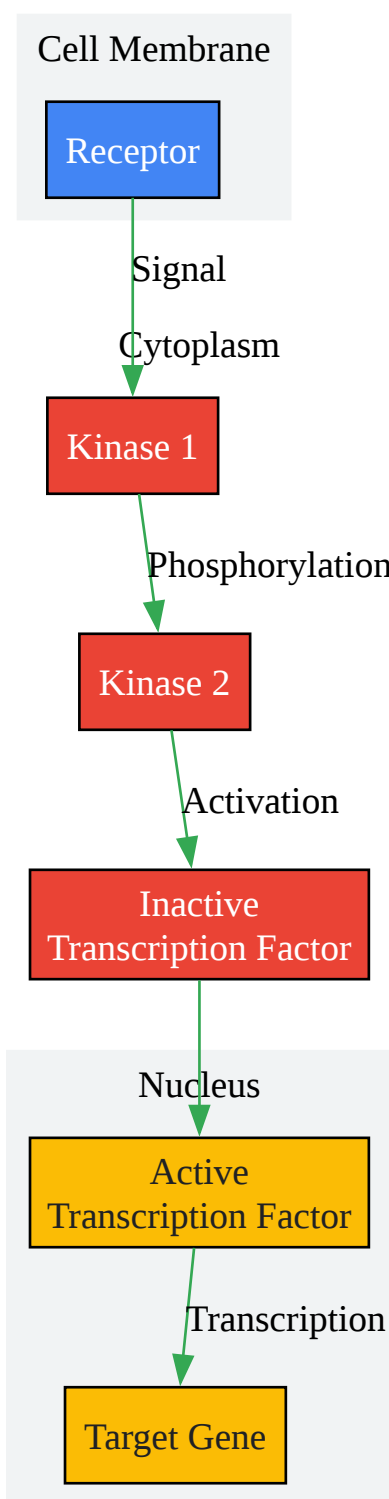 Cell Membrane
Receptor
Signal
Cytoplasm
Kinase 1
Phosphorylation
Kinase 2
Activation
Inactive
Transcription Factor
Nucleus
Active
Transcription Factor
Transcription
Target Gene